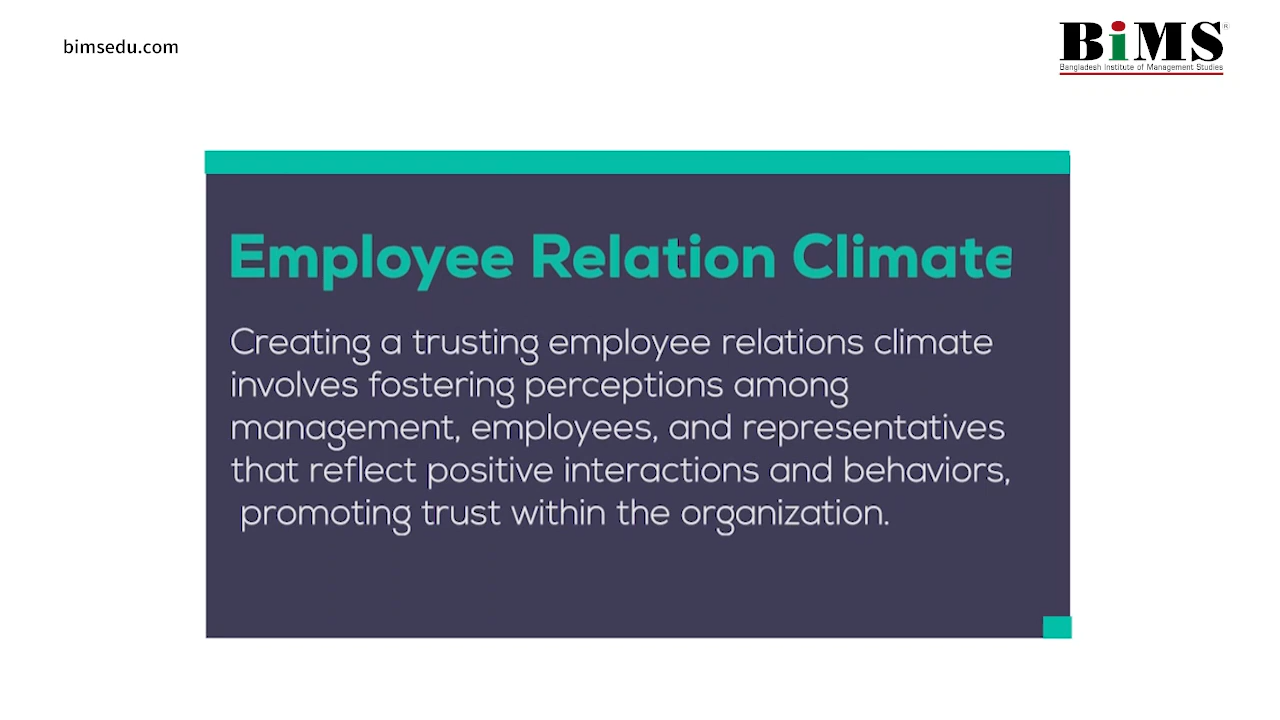 bimsedu.com
BiMS®
Bangladesh Institute of Management Studies
Employee Relation Climate
Creating a trusting employee relations climate
involves fostering perceptions among
management, employees, and representatives
that reflect positive interactions and behaviors,
promoting trust within the organization.